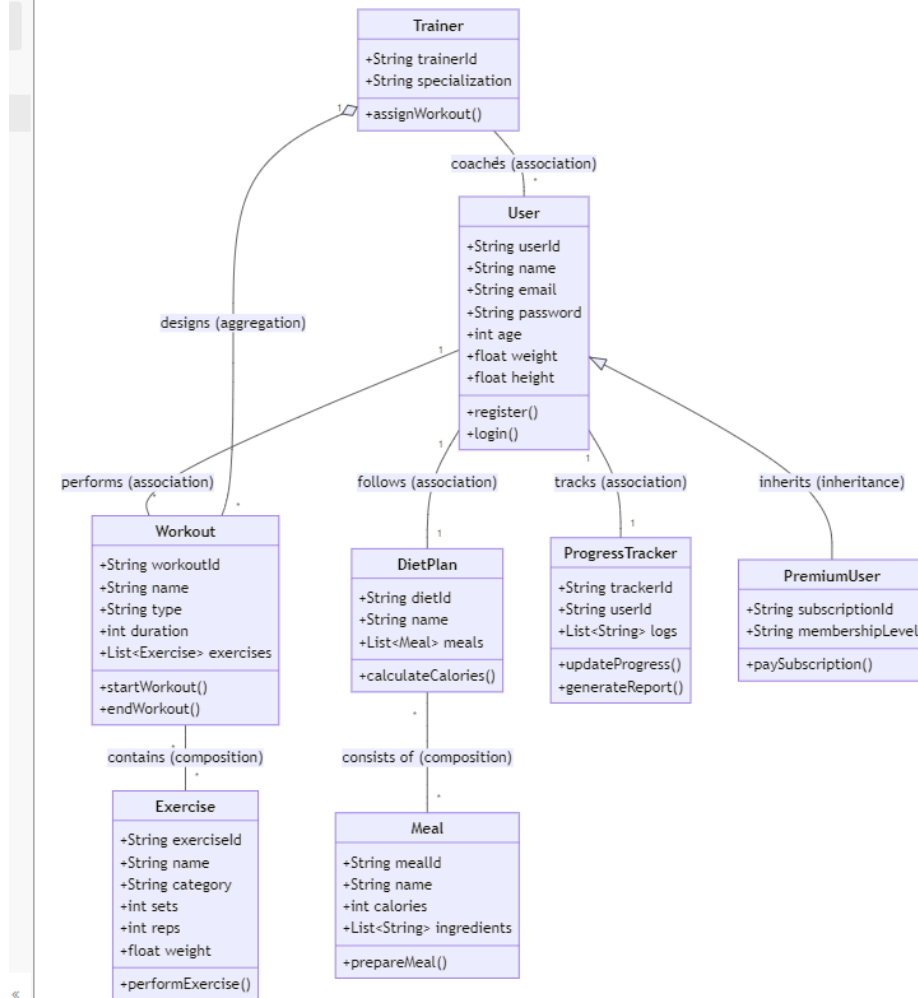 Trainer
+String trainerId
+String specialization
+assignWorkout()
1
coaches (association)
*
User
+String userId
+String name
+String email
+String password
+int age
+float weight
+float height
+register()
+login()
designs (aggregation)
1
1
1
performs (association)
*
*
follows (association)
1
tracks (association)
1
inherits (inheritance)
Workout
+String workoutId
+String name
+String type
+int duration
+List<Exercise> exercises
+startWorkout()
+endWorkout()
DietPlan
+String dietId
+String name
+List<Meal> meals
+calculateCalories()
ProgressTracker
+String trackerId
+String userId
+List<String> logs
+updateProgress()
+generateReport()
PremiumUser
+String subscriptionId
+String membershipLevel
+paySubscription()
*
contains (composition)
*
*
consists of (composition)
*
Exercise
+String exerciseId
+String name
+String category
+int sets
+int reps
+float weight
+performExercise()
Meal
+String mealId
+String name
+int calories
+List<String> ingredients
+prepareMeal()
«